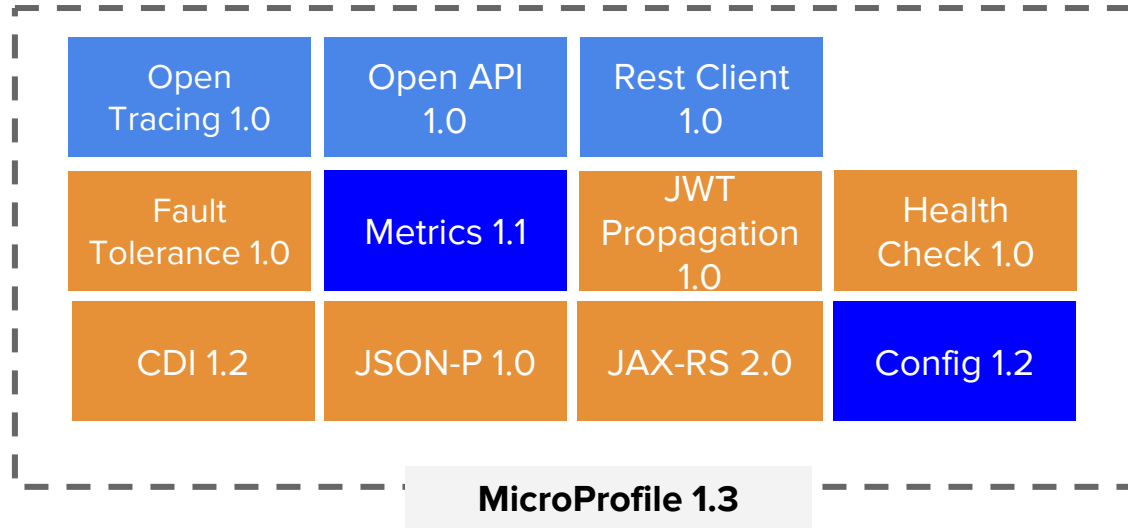 Open
Tracing 1.0
Open API
1.0
Rest Client
1.0
Fault
Tolerance 1.0
Metrics 1.1
JWT
Propagation
1.0
Health
Check 1.0
CDI 1.2
JSON-P 1.0
JAX-RS 2.0
Config 1.2
MicroProfile 1.3